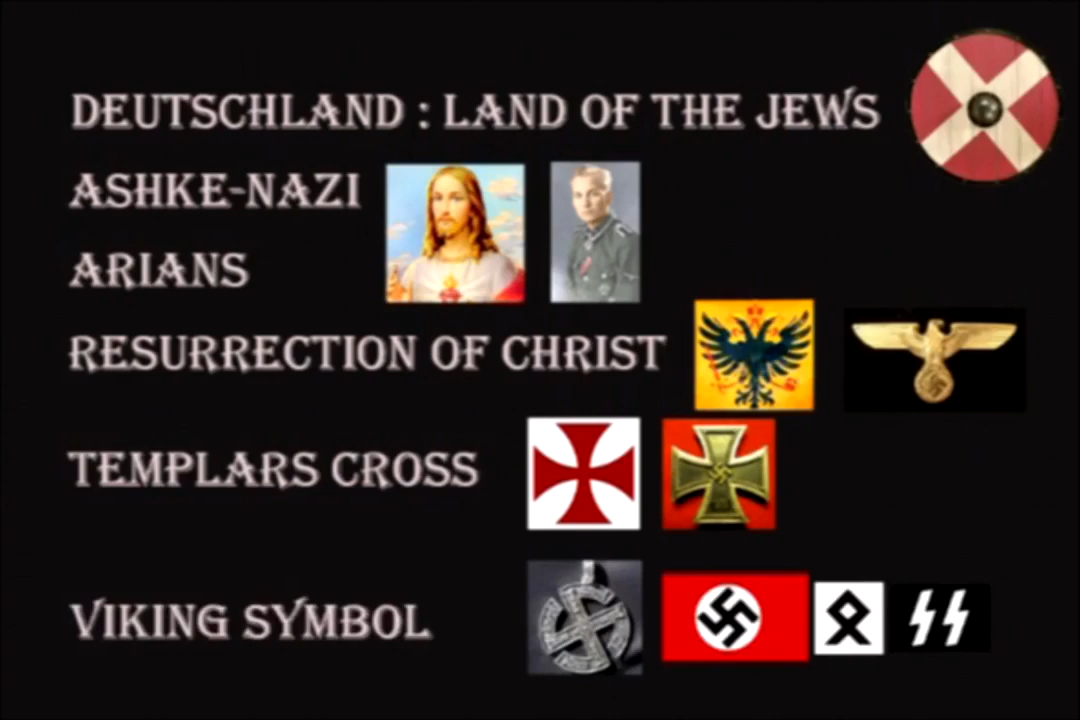 DEUTSCHLAND : LAND OF THE JEWS
ASHKE-NAZI
ARIANS
RESURRECTION OF CHRIST
TEMPLARS CROSS
VIKING SYMBOL